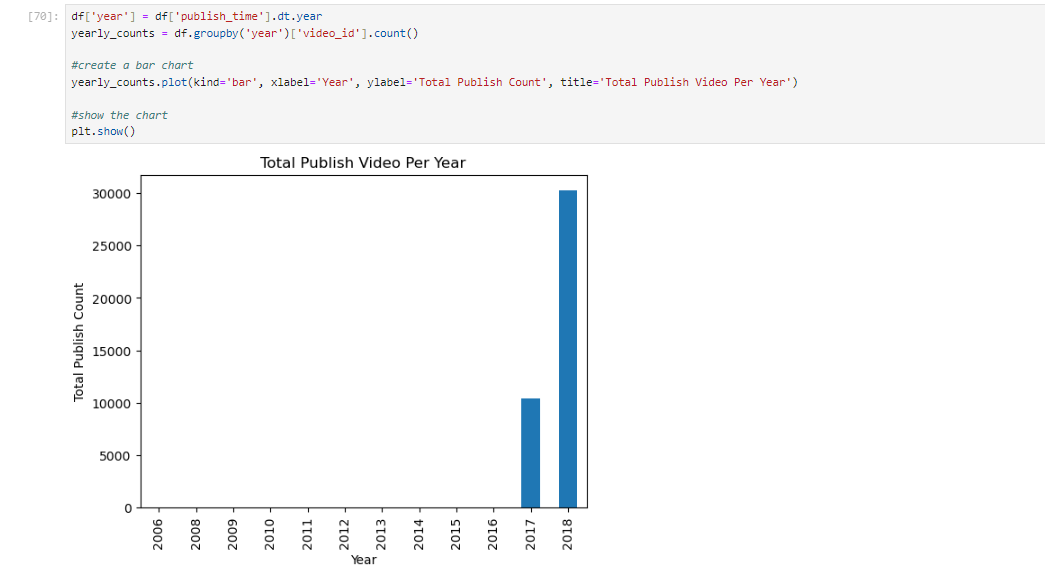 [70]: df['year'] = df['publish_time'].dt.year
yearly_counts = df.groupby('year')['video_id'].count()
#create a bar chart
yearly_counts.plot(kind='bar', xlabel='Year', ylabel='Total Publish Count', title='Total Publish Video Per Year')
#show the chart
plt.show()
Total Publish Video Per Year
30000
25000
20000
15000
10000
5000
0
Total Publish Count
2006 2008 2009 2010 2011 2012 2013 2014 2015 2016 2017 2018
Year